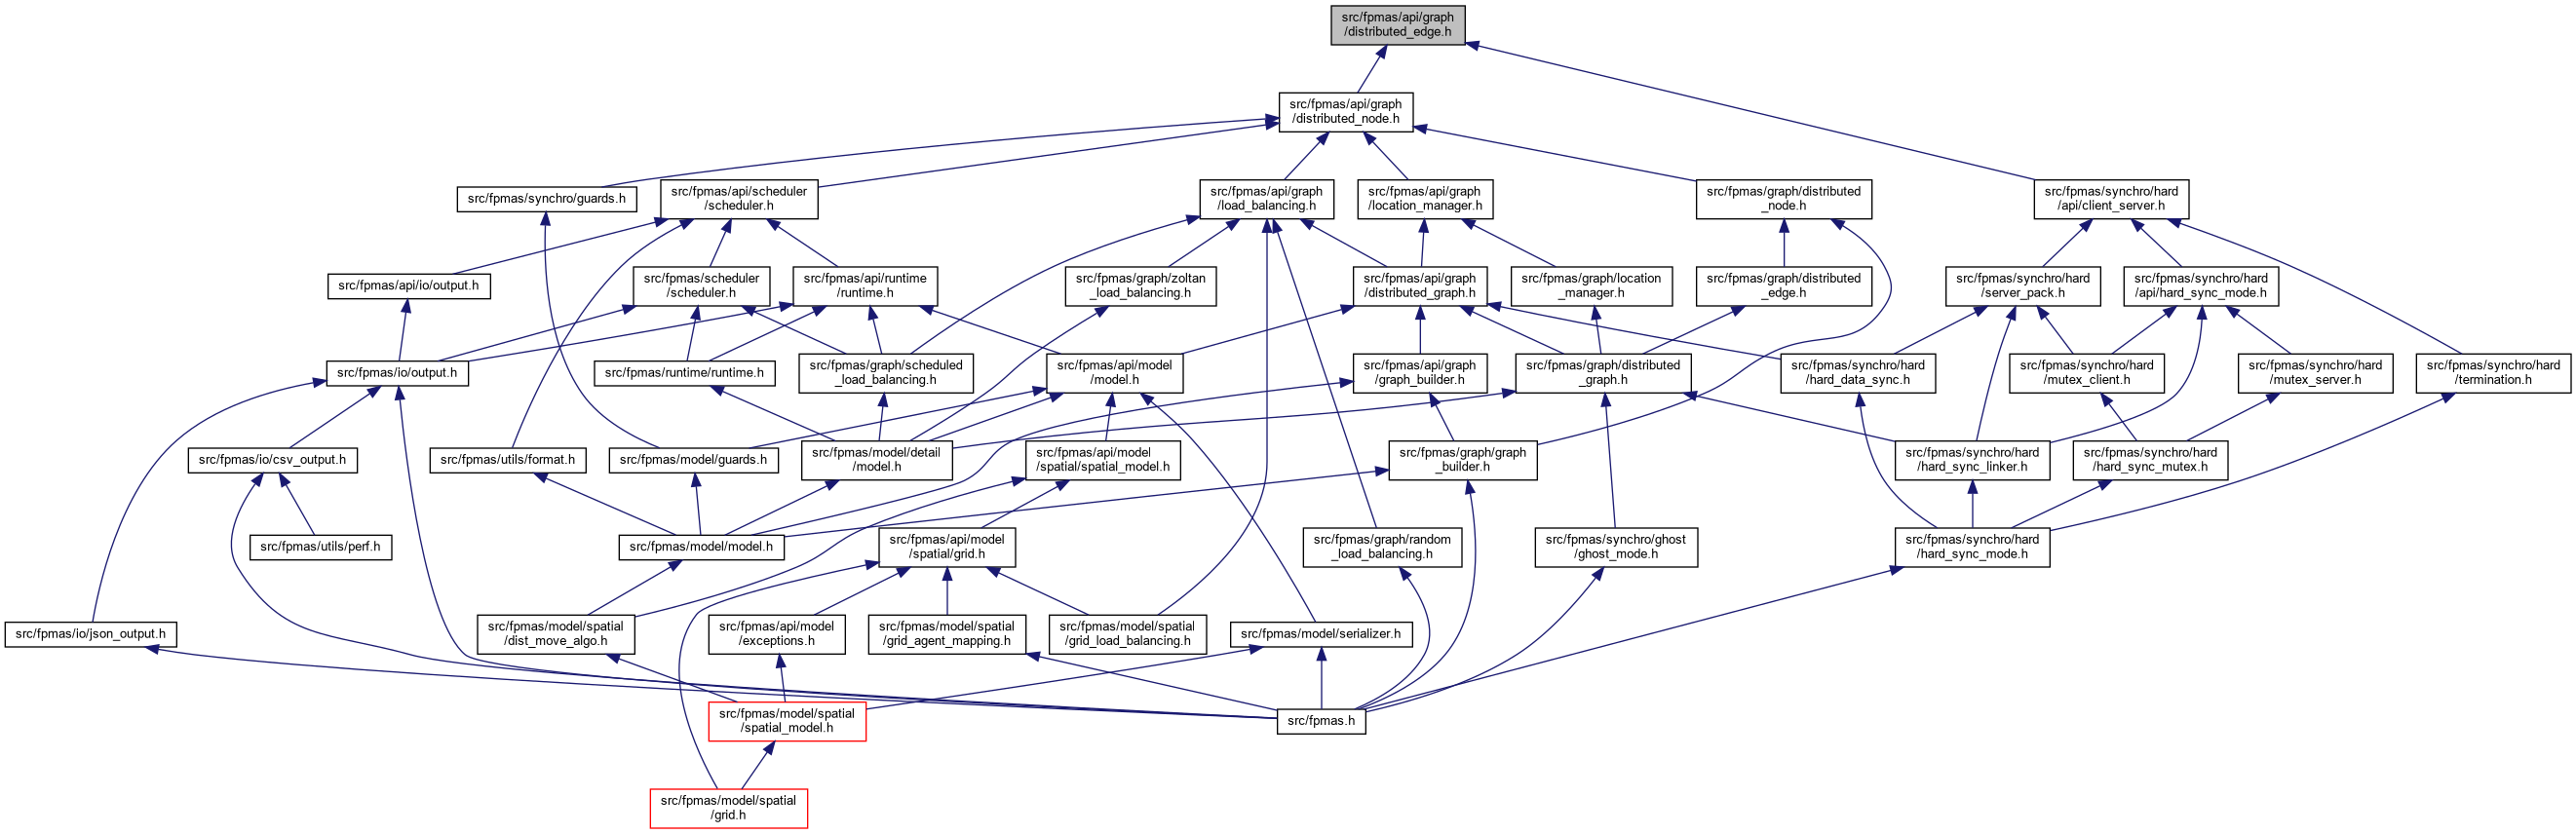 src/fpmas/api/graph
/distributed_edge.h
src/fpmas/api/graph
/distributed_node.h
src/fpmas/synchro/guards.h
src/fpmas/api/scheduler
/scheduler.h
src/fpmas/api/graph
/load_balancing.h
src/fpmas/api/graph
/location_manager.h
src/fpmas/graph/distributed
_node.h
src/fpmas/synchro/hard
/api/client_server.h
src/fpmas/api/io/output.h
src/fpmas/scheduler
/scheduler.h
src/fpmas/api/runtime
/runtime.h
src/fpmas/graph/zoltan
_load_balancing.h
src/fpmas/api/graph
/distributed_graph.h
src/fpmas/graph/location
_manager.h
src/fpmas/graph/distributed
_edge.h
src/fpmas/synchro/hard
/server_pack.h
src/fpmas/synchro/hard
/api/hard_sync_mode.h
src/fpmas/io/output.h
src/fpmas/runtime/runtime.h
src/fpmas/graph/scheduled
_load_balancing.h
src/fpmas/api/model
/model.h
src/fpmas/api/graph
/graph_builder.h
src/fpmas/graph/distributed
_graph.h
src/fpmas/synchro/hard
/hard_data_sync.h
src/fpmas/synchro/hard
/mutex_client.h
src/fpmas/synchro/hard
/mutex_server.h
src/fpmas/synchro/hard
/termination.h
src/fpmas/io/csv_output.h
src/fpmas/utils/format.h
src/fpmas/model/guards.h
src/fpmas/model/detail
/model.h
src/fpmas/api/model
/spatial/spatial_model.h
src/fpmas/graph/graph
_builder.h
src/fpmas/synchro/hard
/hard_sync_linker.h
src/fpmas/synchro/hard
/hard_sync_mutex.h
src/fpmas/utils/perf.h
src/fpmas/model/model.h
src/fpmas/api/model
/spatial/grid.h
src/fpmas/graph/random
_load_balancing.h
src/fpmas/synchro/ghost
/ghost_mode.h
src/fpmas/synchro/hard
/hard_sync_mode.h
src/fpmas/io/json_output.h
src/fpmas/model/spatial
/dist_move_algo.h
src/fpmas/api/model
/exceptions.h
src/fpmas/model/spatial
/grid_agent_mapping.h
src/fpmas/model/spatial
/grid_load_balancing.h
src/fpmas/model/serializer.h
src/fpmas/model/spatial
/spatial_model.h
src/fpmas.h
src/fpmas/model/spatial
/grid.h